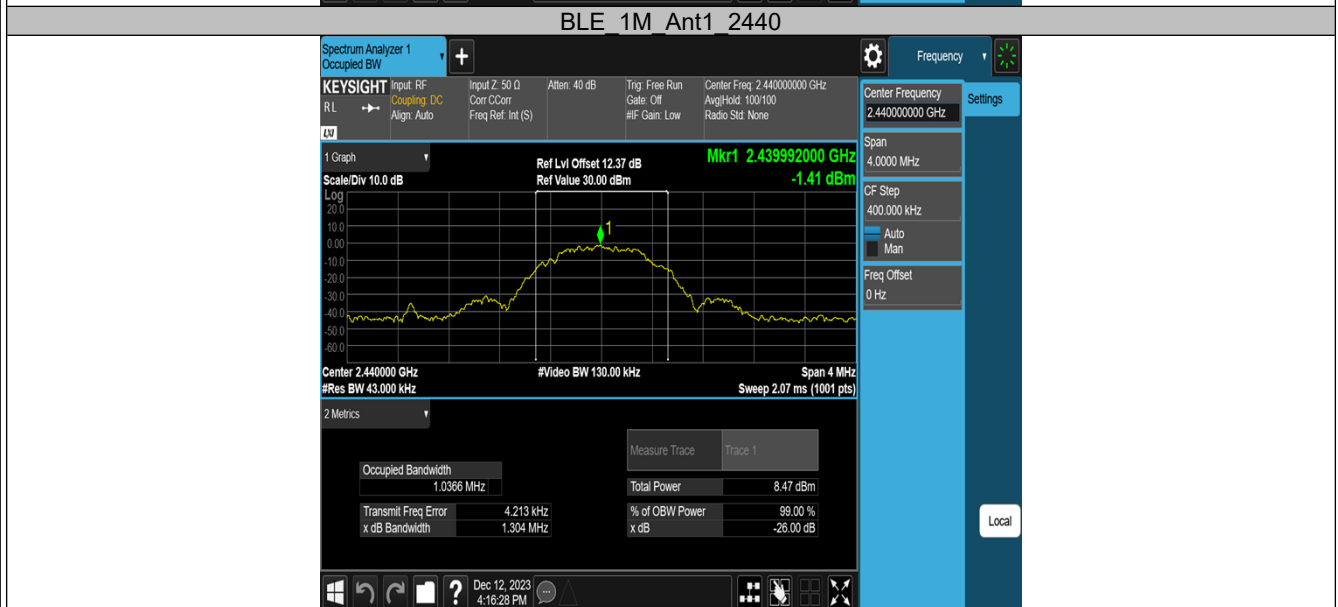 BLE_1M_Ant1_2440
Spectrum Analyzer 1
Occupied BW
+
Frequency
KEYSIGHT Input: RF Input Z: 50 Ω Atten: 40 dB Trig: Free Run Center Freq: 2.440000000 GHz
RL Coupling: DC Corr CCorr Gate: Off Avg|Hold: 100/100
Align: Auto Freq Ref: Int (S) #IF Gain: Low Radio Std: None
LXI
Center Frequency
2.440000000 GHz
Settings
Span
4.0000 MHz
CF Step
400.000 kHz
Auto
Man
Freq Offset
0 Hz
1 Graph
Ref Lvl Offset 12.37 dB Mkr1 2.439992000 GHz
Scale/Div 10.0 dB Ref Value 30.00 dBm -1.41 dBm
Log
20.0
10.0
1
0.00
-10.0
-20.0
-30.0
-40.0
-50.0
-60.0
Center 2.440000 GHz #Video BW 130.00 kHz Span 4 MHz
#Res BW 43.000 kHz Sweep 2.07 ms (1001 pts)
2 Metrics
Measure Trace Trace 1
Occupied Bandwidth
1.0366 MHz Total Power 8.47 dBm
Transmit Freq Error 4.213 kHz % of OBW Power 99.00 %
x dB Bandwidth 1.304 MHz x dB -26.00 dB
Local
? Dec 12, 2023
4:16:28 PM